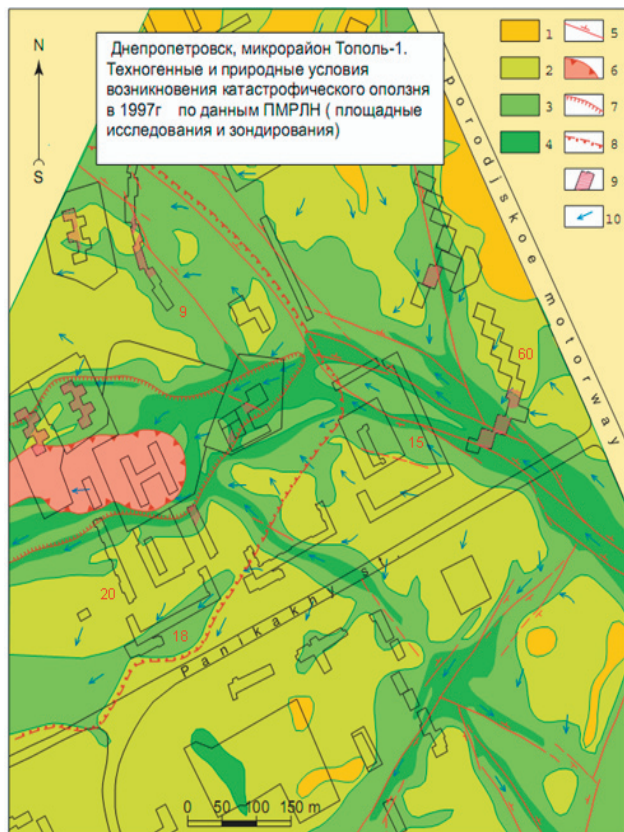 Днепропетровск, микрорайон Тополь-1.
Техногенные и природные условия
возникновения катастрофического оползня
в 1997г по данным ПМРЛН ( площадные
исследования и зондирования)
N
S
1
2
3
4
5
6
7
8
9
10
porodjskoe motorway
9
60
15
20
18
Panikakhy st.
0 50 100 150 m